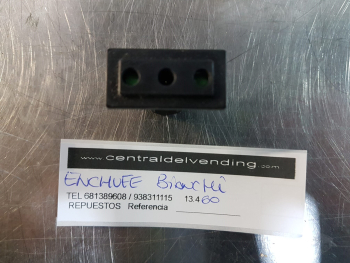 www.centraldelvending.com
ENCHUFE Bianchi
TEL 681389608 / 938311115 13.460
REPUESTOS Referencia